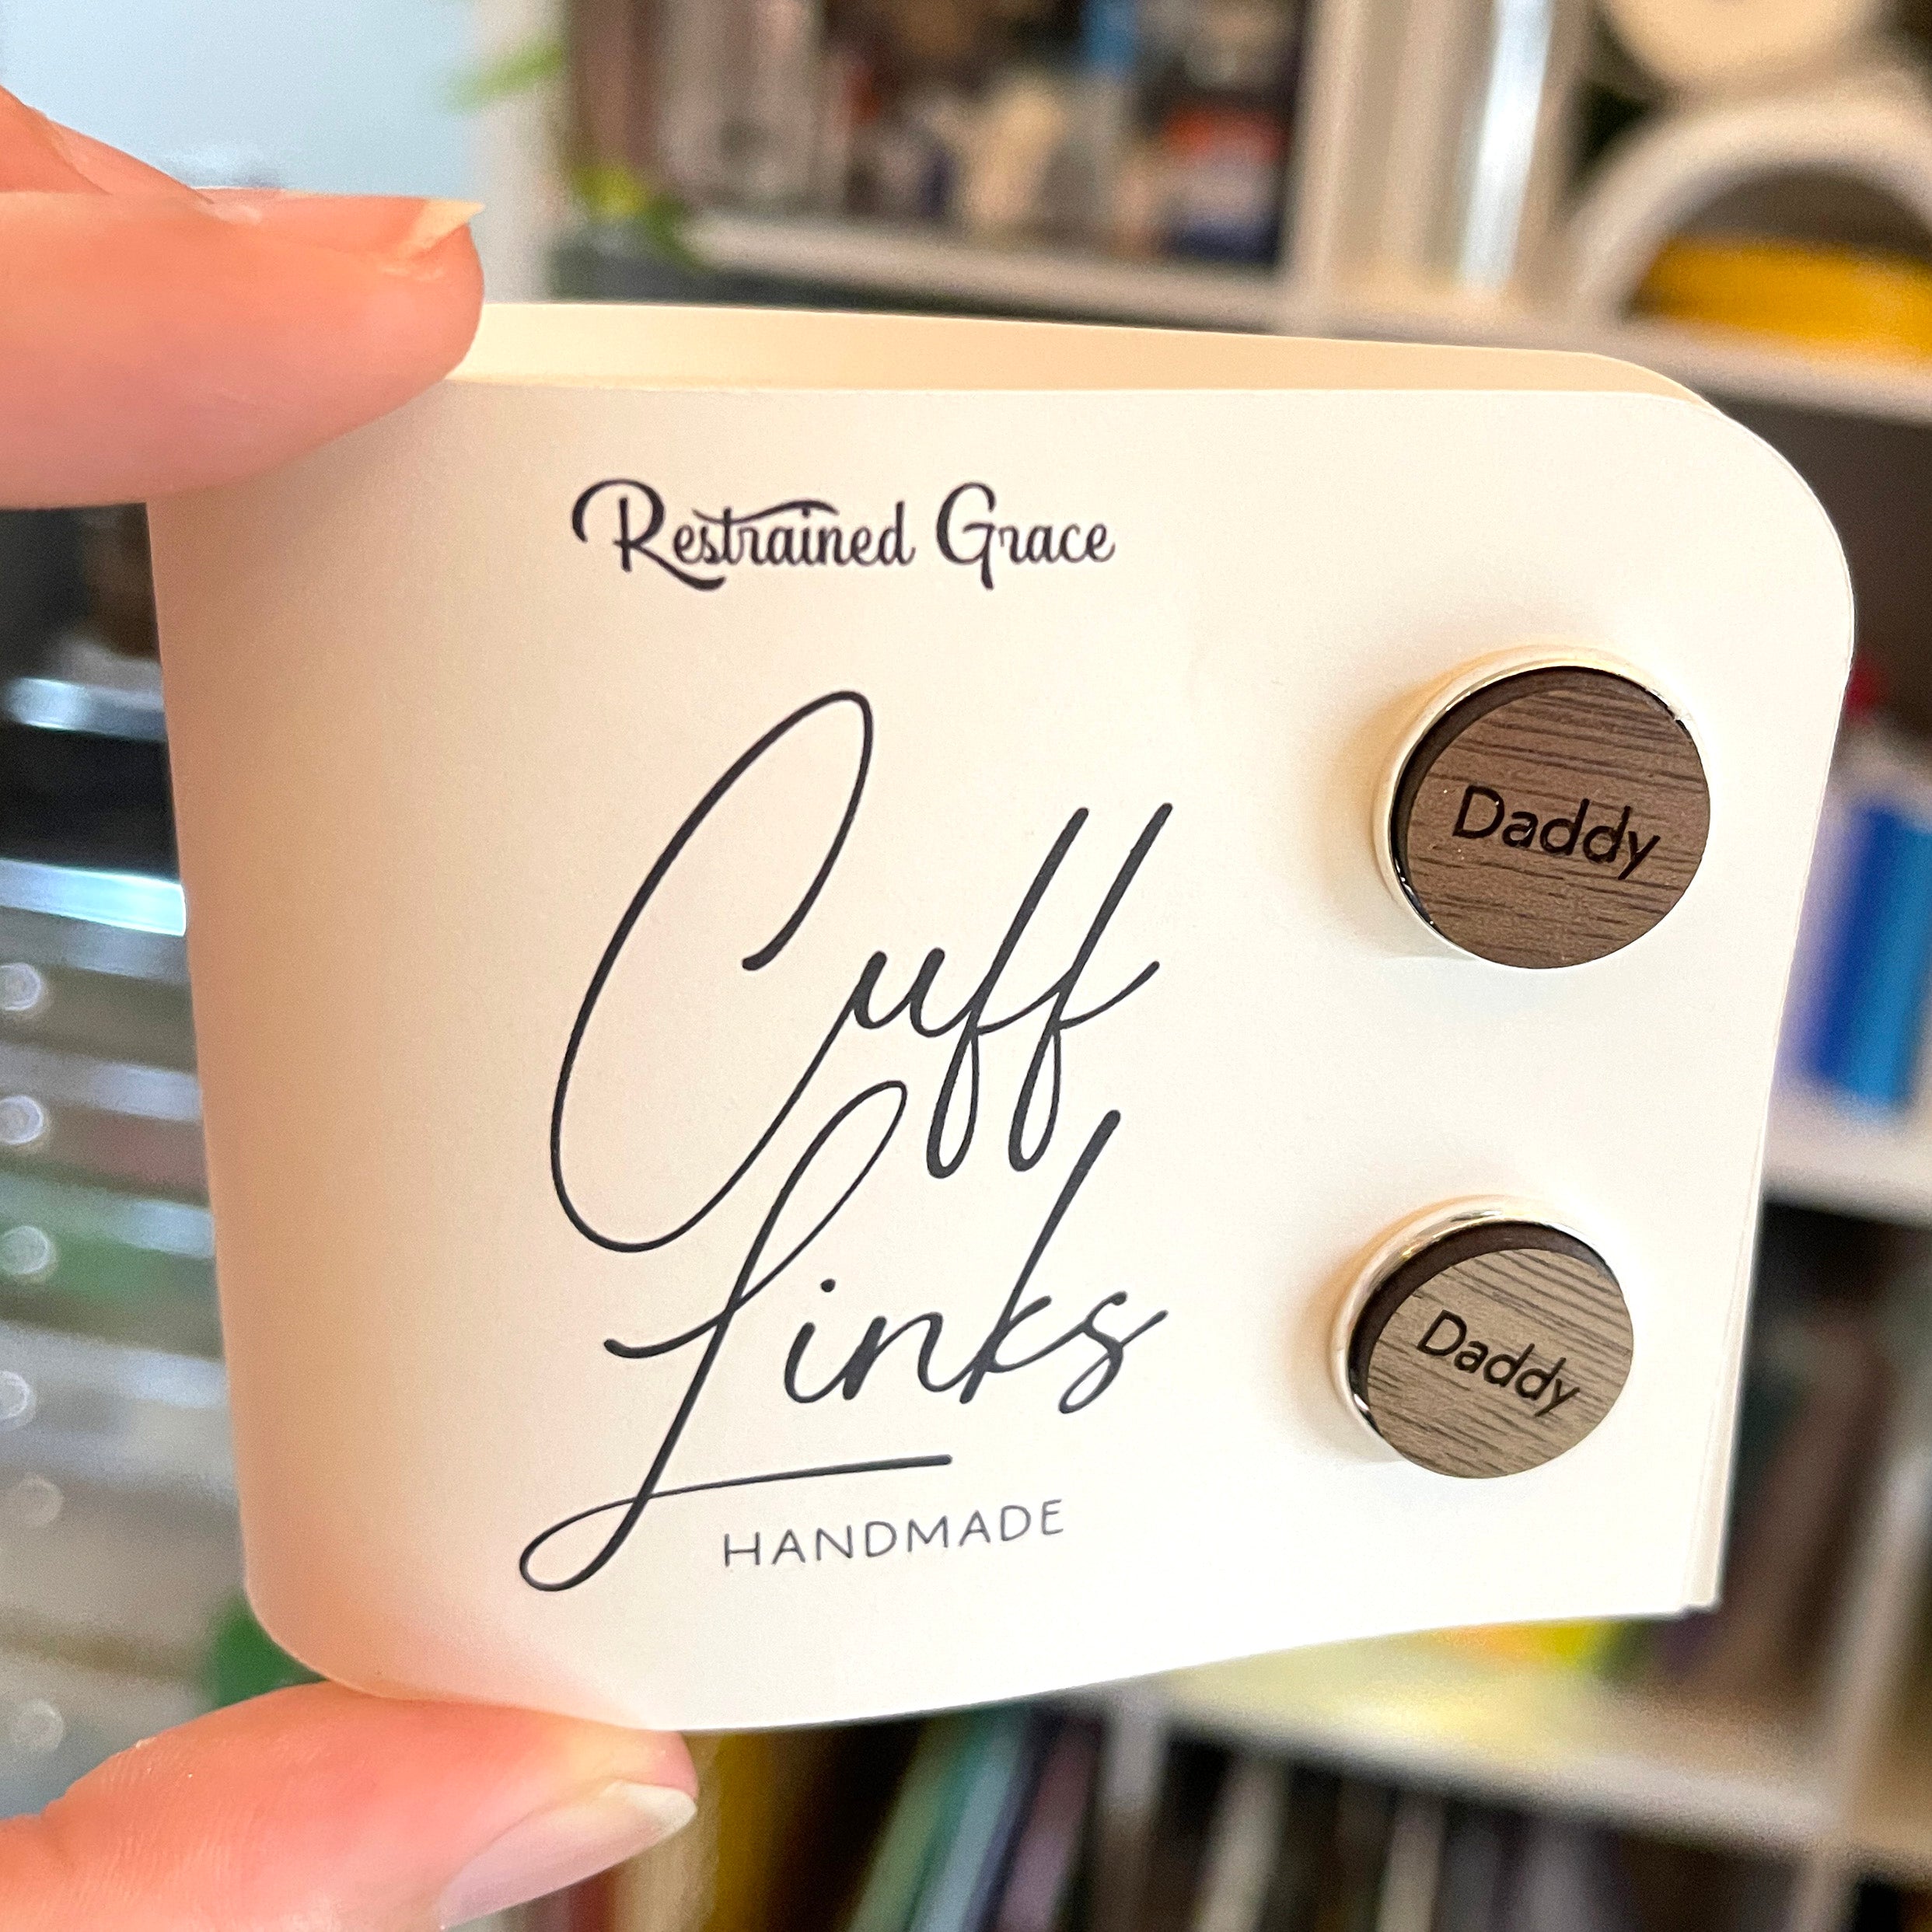 Restrained Grace
Cuff
Links
HANDMADE
Daddy
Daddy